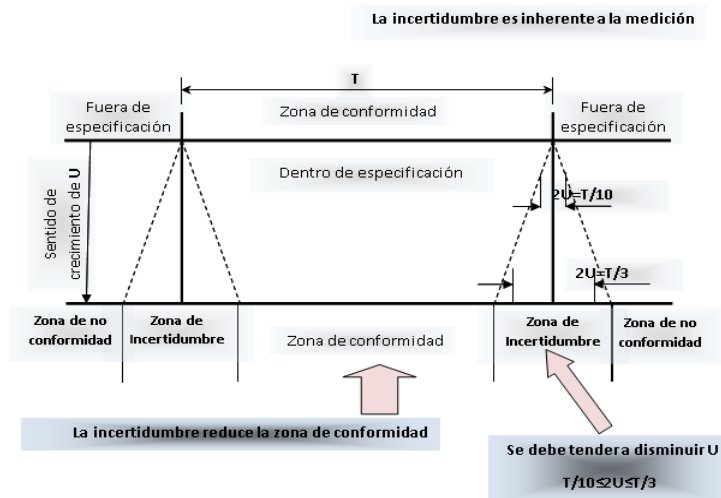 La incertidumbre es inherente a la medición
T
Fuera de
especificación
Zona de conformidad
Fuera de
especificación
Sentido de
crecimiento de U
Dentro de especificación
2U=T/10
2U=T/3
Zona de no
conformidad
Zona de
Incertidumbre
Zona de conformidad
Zona de
Incertidumbre
Zona de no
conformidad
La incertidumbre reduce la zona de conformidad
Se debe tender a disminuir U
T/10≤2U≤T/3